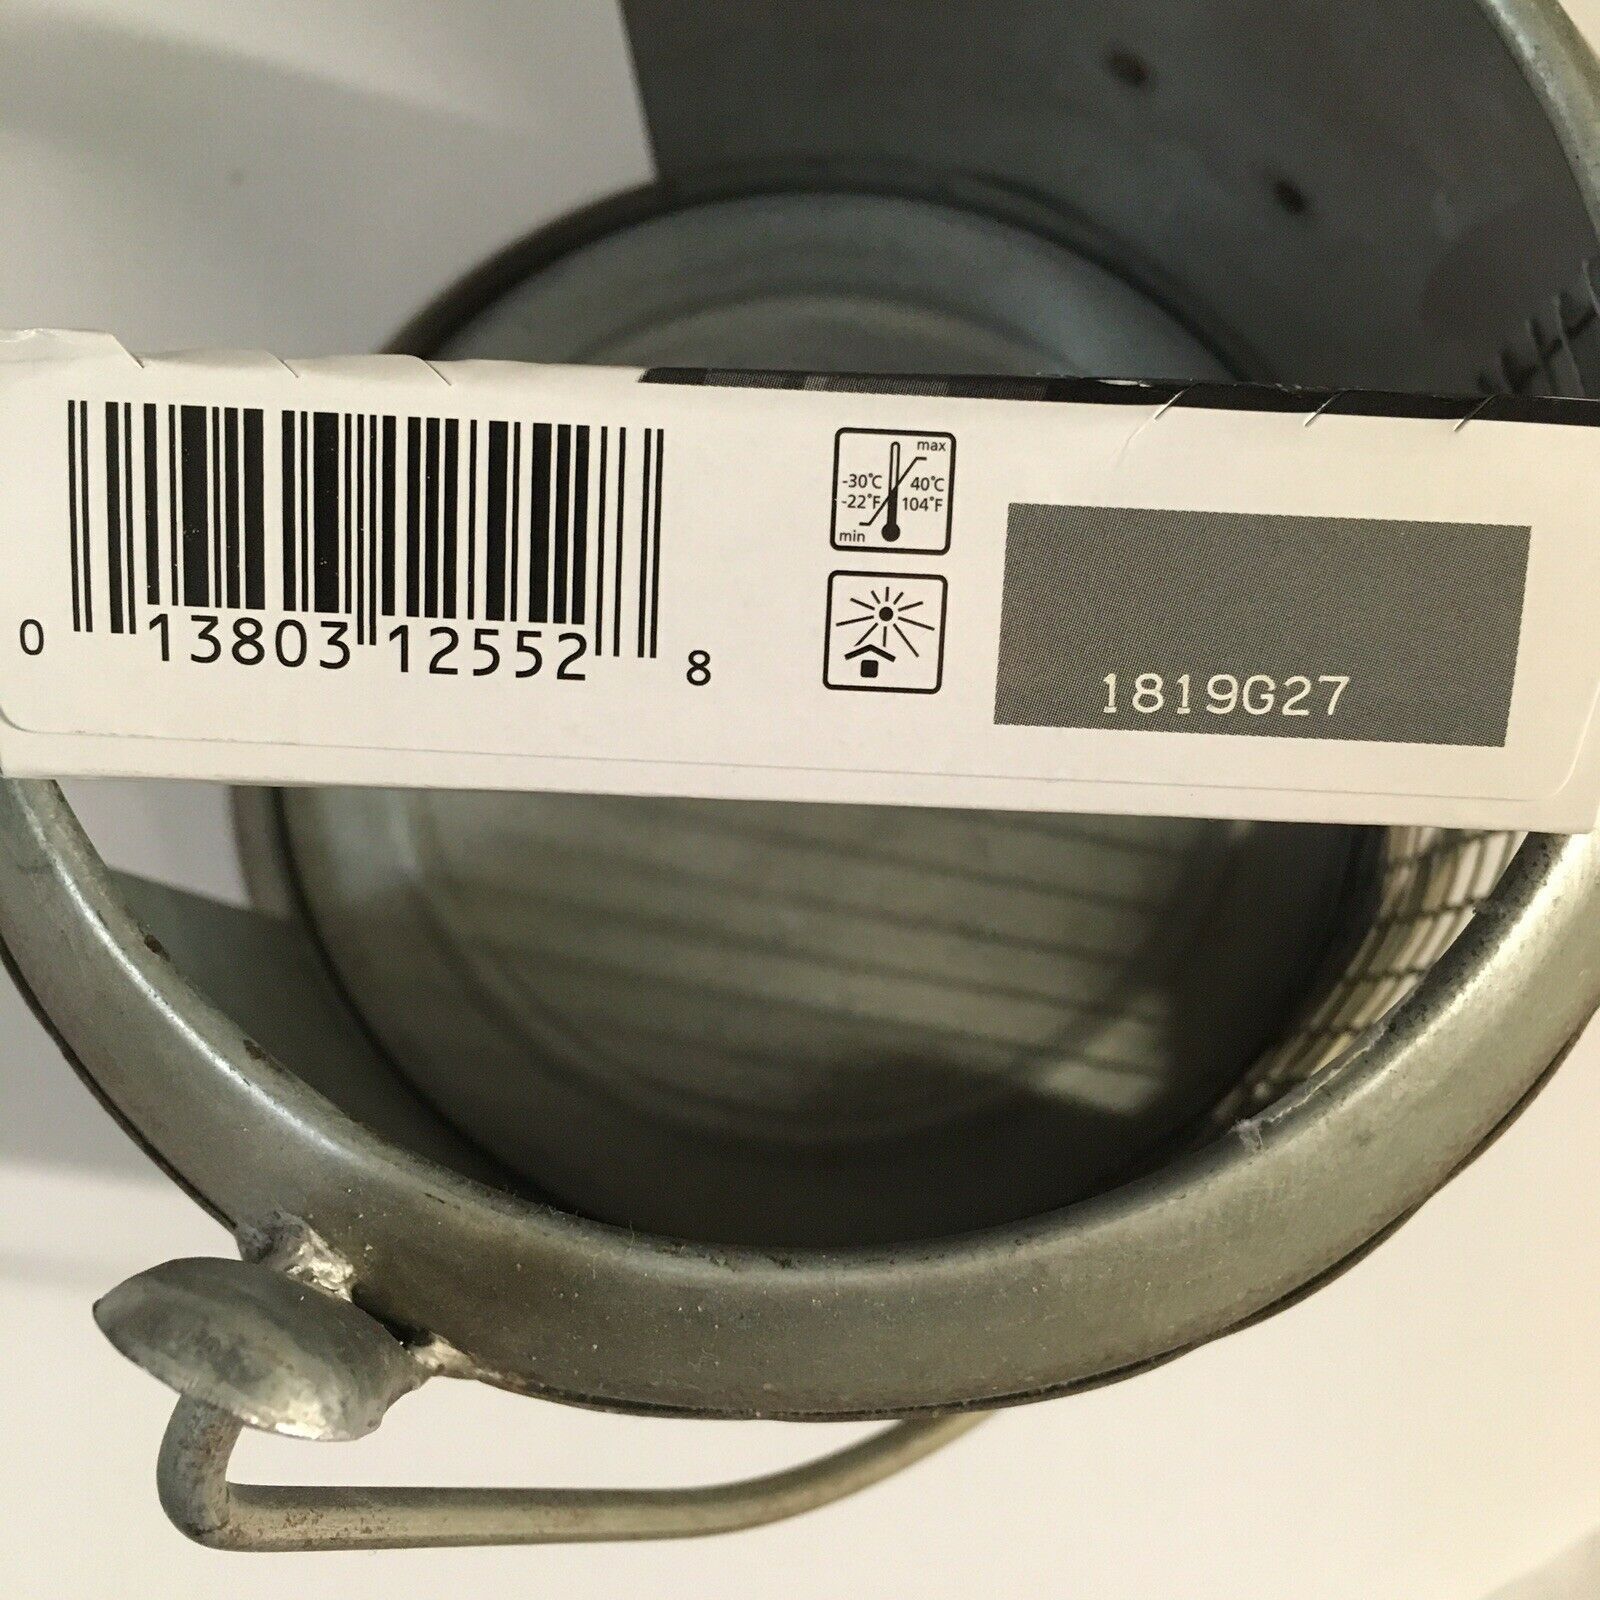 0 13803 12552 8
max
-30°C 40°C
-22°F 104°F
min
1819G27